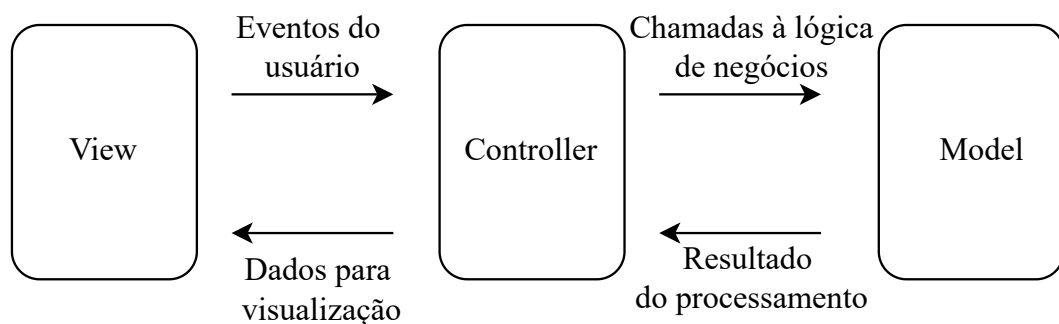 Eventos do
usuário
Chamadas à lógica
de negócios
View
Controller
Model
Dados para
visualização
Resultado
do processamento